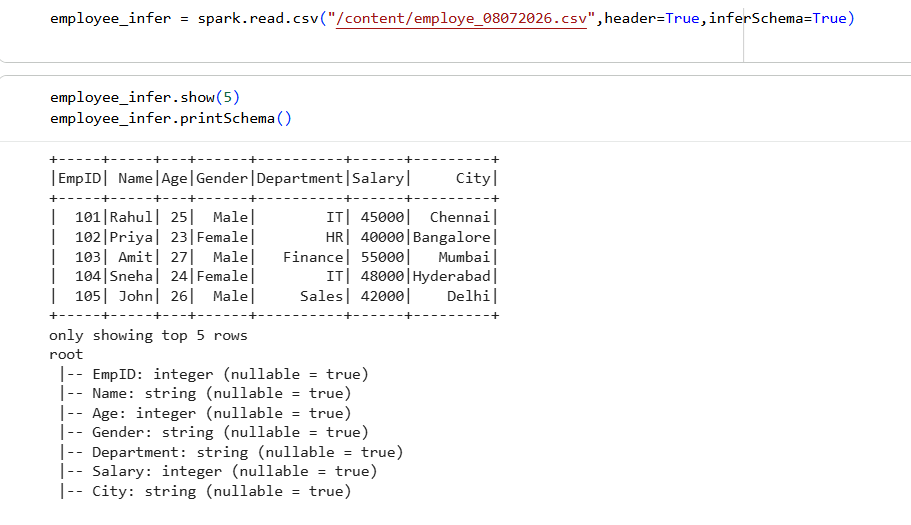 employee_infer = spark.read.csv("/content/employe_08072026.csv",header=True,inferSchema=True)
employee_infer.show(5)
employee_infer.printSchema()
+-----+-----+---+------+----------+------+---------+
|EmpID| Name|Age|Gender|Department|Salary|     City|
+-----+-----+---+------+----------+------+---------+
|  101|Rahul| 25|  Male|        IT| 45000|  Chennai|
|  102|Priya| 23|Female|        HR| 40000|Bangalore|
|  103| Amit| 27|  Male|   Finance| 55000|   Mumbai|
|  104|Sneha| 24|Female|        IT| 48000|Hyderabad|
|  105| John| 26|  Male|     Sales| 42000|    Delhi|
+-----+-----+---+------+----------+------+---------+
only showing top 5 rows
root
 |-- EmpID: integer (nullable = true)
 |-- Name: string (nullable = true)
 |-- Age: integer (nullable = true)
 |-- Gender: string (nullable = true)
 |-- Department: string (nullable = true)
 |-- Salary: integer (nullable = true)
 |-- City: string (nullable = true)